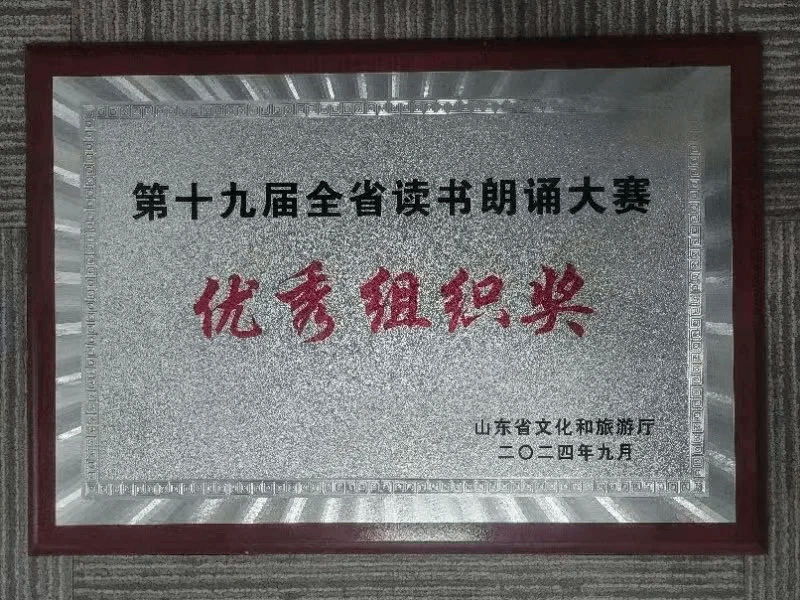 第十九届全省读书朗诵大赛
优秀组织奖
山东省文化和旅游厅
二〇二四年九月